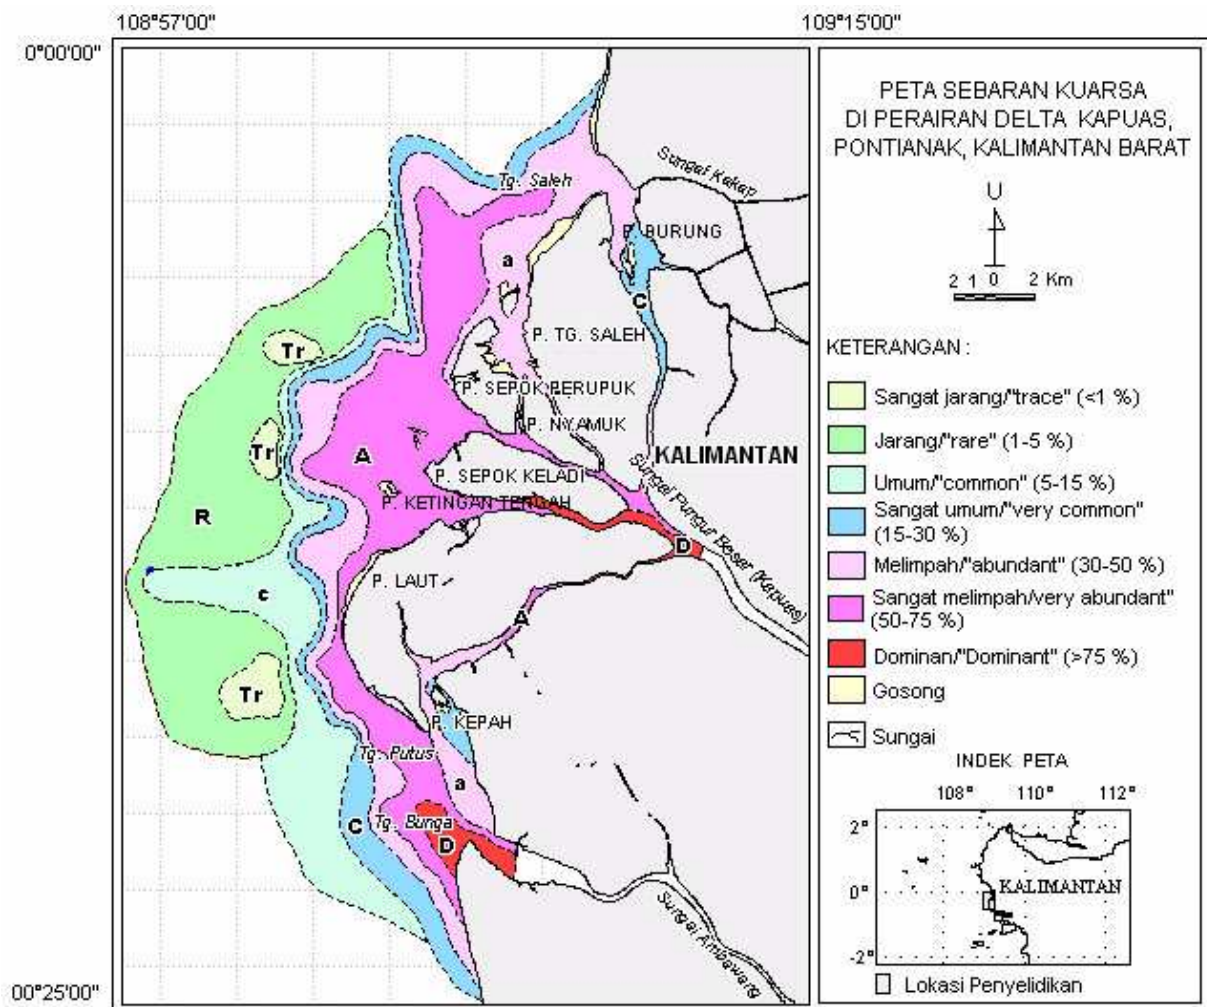 108°57'00"
109°15'00"
0°00'00"
00°25'00"
Tg. Saleh
Sungai Kakap
P. BURUNG
a
C
P. TG. SALEH
Tr
P. SEPOK BERUPUK
P. NYAMUK
KALIMANTAN
A
Tr
P. SEPOK KELADI
P. KETINGAN TENGAH
Sungai Pungur Besar (Kapuas)
R
D
P. LAUT
c
A
Tr
P. KEPAH
Tg. Putus
a
C
Tg. Bunga
D
Sungai Ambawang
PETA SEBARAN KUARSA
DI PERAIRAN DELTA KAPUAS,
PONTIANAK, KALIMANTAN BARAT
U
2 1 0 2 Km
KETERANGAN :
Sangat jarang/"trace" (<1 %)
Jarang/"rare" (1-5 %)
Umum/"common" (5-15 %)
Sangat umum/"very common"
(15-30 %)
Melimpah/"abundant" (30-50 %)
Sangat melimpah/very abundant"
(50-75 %)
Dominan/"Dominant" (>75 %)
Gosong
Sungai
INDEK PETA
108° 110° 112°
2°
0°
-2°
KALIMANTAN
Lokasi Penyelidikan